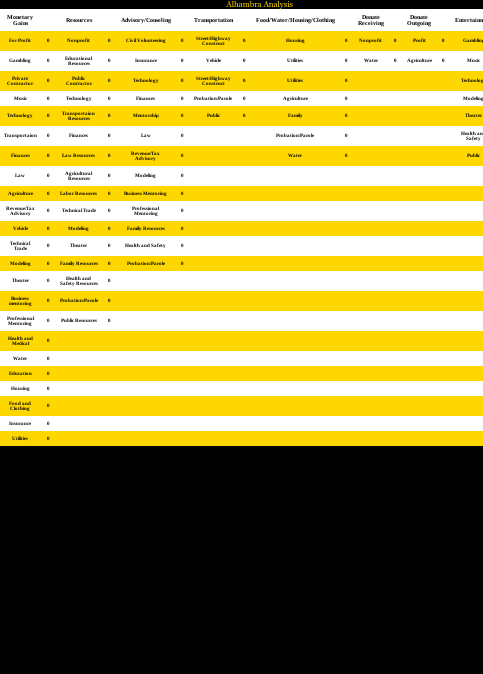 Alhambra Analysis
Monetary Gains Resources Advisory/Counseling Transportation Food/Water/Housing/Clothing Donate Receiving Donate Outgoing
For Profit 0 Nonprofit 0 Civil Volunteering 0 Street/Highway Construct 0 Housing 0 Nonprofit 0 Profit 0 Gambling
Gambling 0 Educational Resources 0 Insurance 0 Vehicle 0 Utilities 0 Water 0 Agriculture 0 Music
Private Contractor 0 Public Contractor 0 Technology 0 Street/Highway Construct 0 Utilities 0
Music 0 Technology 0 Finances 0 Probation/Parole 0 Agriculture 0 Modeling
Technology 0 Transportaion Resources 0 Mentorship 0 Public 0 Family 0 Theater
Transportaion 0 Finances 0 Law 0 Probation/Parole 0 Health and Safety
Finances 0 Law Resources 0 Revenue/Tax Advisory 0 Water 0 Public
Law 0 Agricultural Resources 0 Modeling 0
Agriculture 0 Labor Resources 0 Business Mentoring 0
Revenue/Tax Advisory 0 Technical Trade 0 Professional Mentoring 0
Vehicle 0 Modeling 0 Family Resources 0
Technical Trade 0 Theater 0 Health and Safety 0
Modeling 0 Family Resources 0 Probation/Parole 0
Theater 0 Health and Safety Resources 0
Business mentoring 0 Probation/Parole 0
Professional Mentoring 0 Public Resources 0
Health and Medical 0
Water 0
Education 0
Housing 0
Food and Clothing 0
Insurance 0
Utilities 0